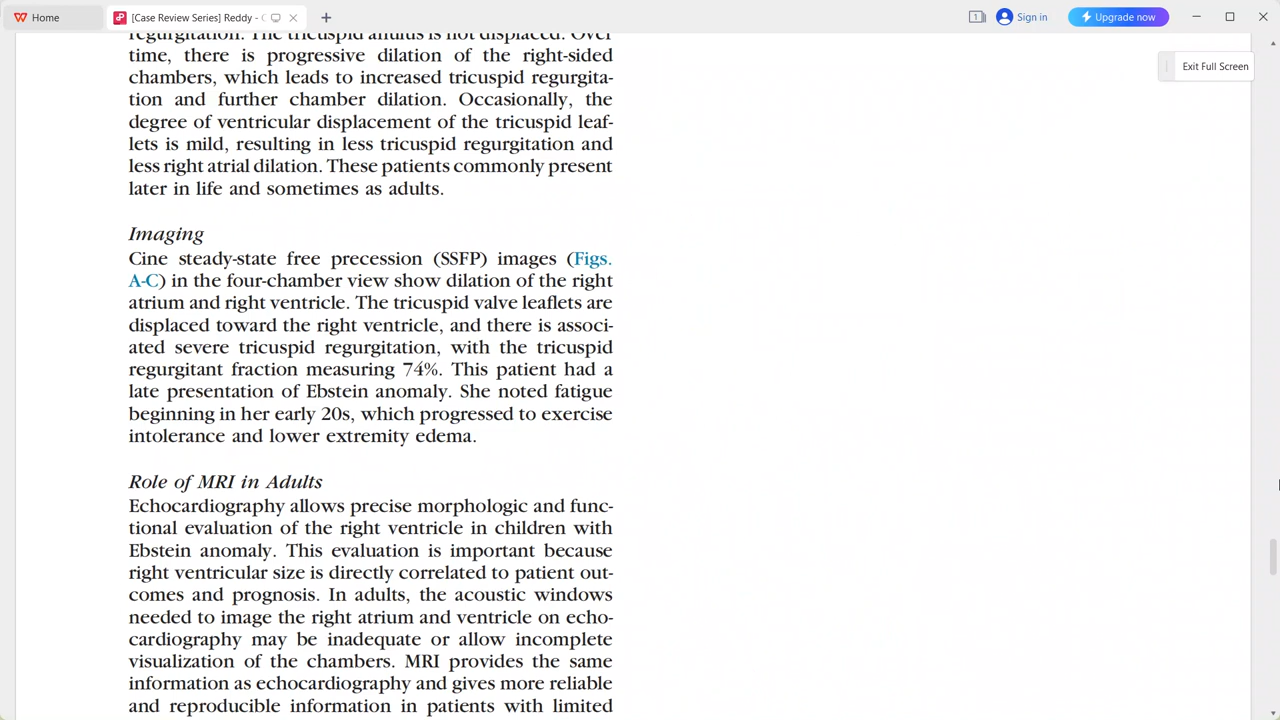 Home
[Case Review Series] Reddy - C
1
Sign in
Upgrade now
Exit Full Screen
regurgitation. The tricuspid anulus is not displaced. Over
time, there is progressive dilation of the right-sided
chambers, which leads to increased tricuspid regurgita-
tion and further chamber dilation. Occasionally, the
degree of ventricular displacement of the tricuspid leaf-
lets is mild, resulting in less tricuspid regurgitation and
less right atrial dilation. These patients commonly present
later in life and sometimes as adults.
Imaging
Cine steady-state free precession (SSFP) images (Figs.
A-C) in the four-chamber view show dilation of the right
atrium and right ventricle. The tricuspid valve leaflets are
displaced toward the right ventricle, and there is associ-
ated severe tricuspid regurgitation, with the tricuspid
regurgitant fraction measuring 74%. This patient had a
late presentation of Ebstein anomaly. She noted fatigue
beginning in her early 20s, which progressed to exercise
intolerance and lower extremity edema.
Role of MRI in Adults
Echocardiography allows precise morphologic and func-
tional evaluation of the right ventricle in children with
Ebstein anomaly. This evaluation is important because
right ventricular size is directly correlated to patient out-
comes and prognosis. In adults, the acoustic windows
needed to image the right atrium and ventricle on echo-
cardiography may be inadequate or allow incomplete
visualization of the chambers. MRI provides the same
information as echocardiography and gives more reliable
and reproducible information in patients with limited